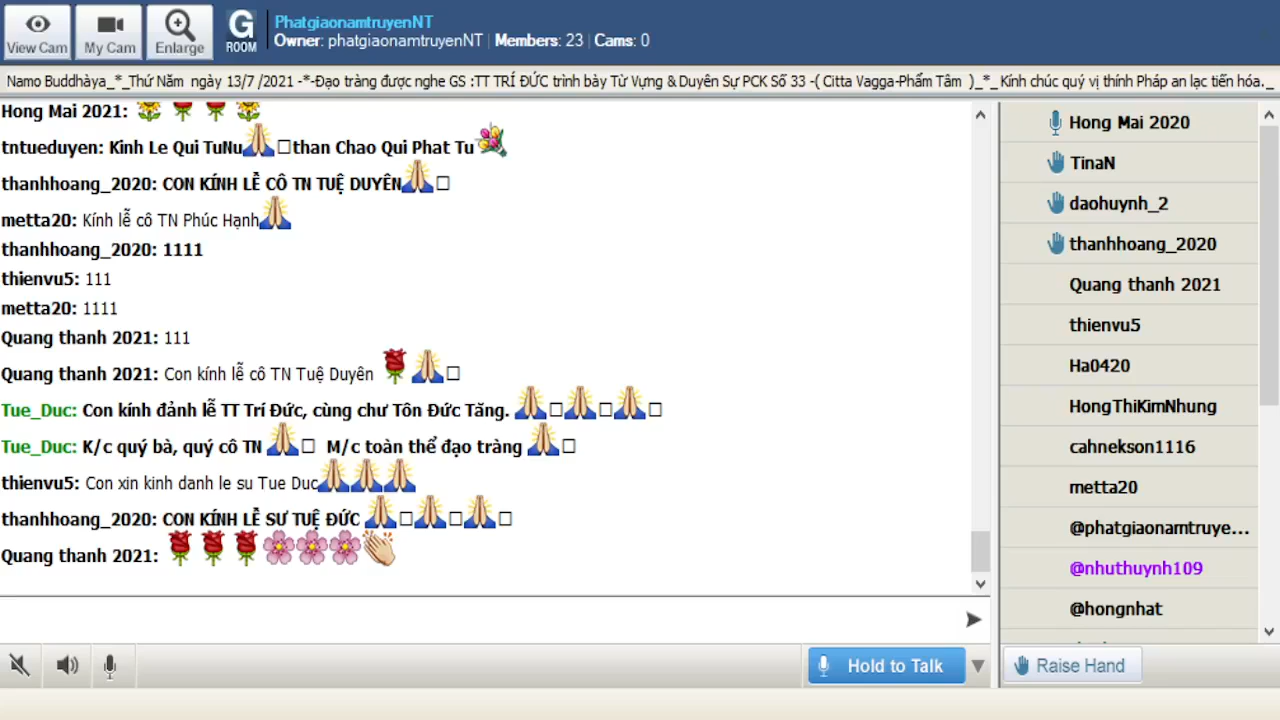 View Cam
My Cam
Enlarge
G
ROOM
PhatgiaonamtruyenNT
Owner: phatgiaonamtruyenNT | Members: 23 | Cams: 0
Namo Buddhàya_*_Thứ Năm ngày 13/7 /2021 -*-Đạo tràng được nghe GS :TT TRÍ ĐỨC trình bày Từ Vựng & Duyên Sự PCK Số 33 -( Citta Vagga-Phẩm Tâm )_*_ Kính chúc quý vị thính Pháp an lạc tiến hóa._
Hong Mai 2021:
tntueduyen: Kinh Le Qui TuNu than Chao Qui Phat Tu
thanhhoang_2020: CON KÍNH LỄ CÔ TN TUỆ DUYÊN
metta20: Kính lễ cô TN Phúc Hạnh
thanhhoang_2020: 1111
thienvu5: 111
metta20: 1111
Quang thanh 2021: 111
Quang thanh 2021: Con kính lễ cô TN Tuệ Duyên
Tue_Duc: Con kính đảnh lễ TT Trí Đức, cùng chư Tôn Đức Tăng.
Tue_Duc: K/c quý bà, quý cô TN M/c toàn thể đạo tràng
thienvu5: Con xin kinh danh le su Tue Duc
thanhhoang_2020: CON KÍNH LỄ SƯ TUỆ ĐỨC
Quang thanh 2021:
Hold to Talk
Hong Mai 2020
TinaN
daohuynh_2
thanhhoang_2020
Quang thanh 2021
thienvu5
Ha0420
HongThiKimNhung
cahnekson1116
metta20
@phatgiaonamtruye...
@nhuthuynh109
@hongnhat
Raise Hand